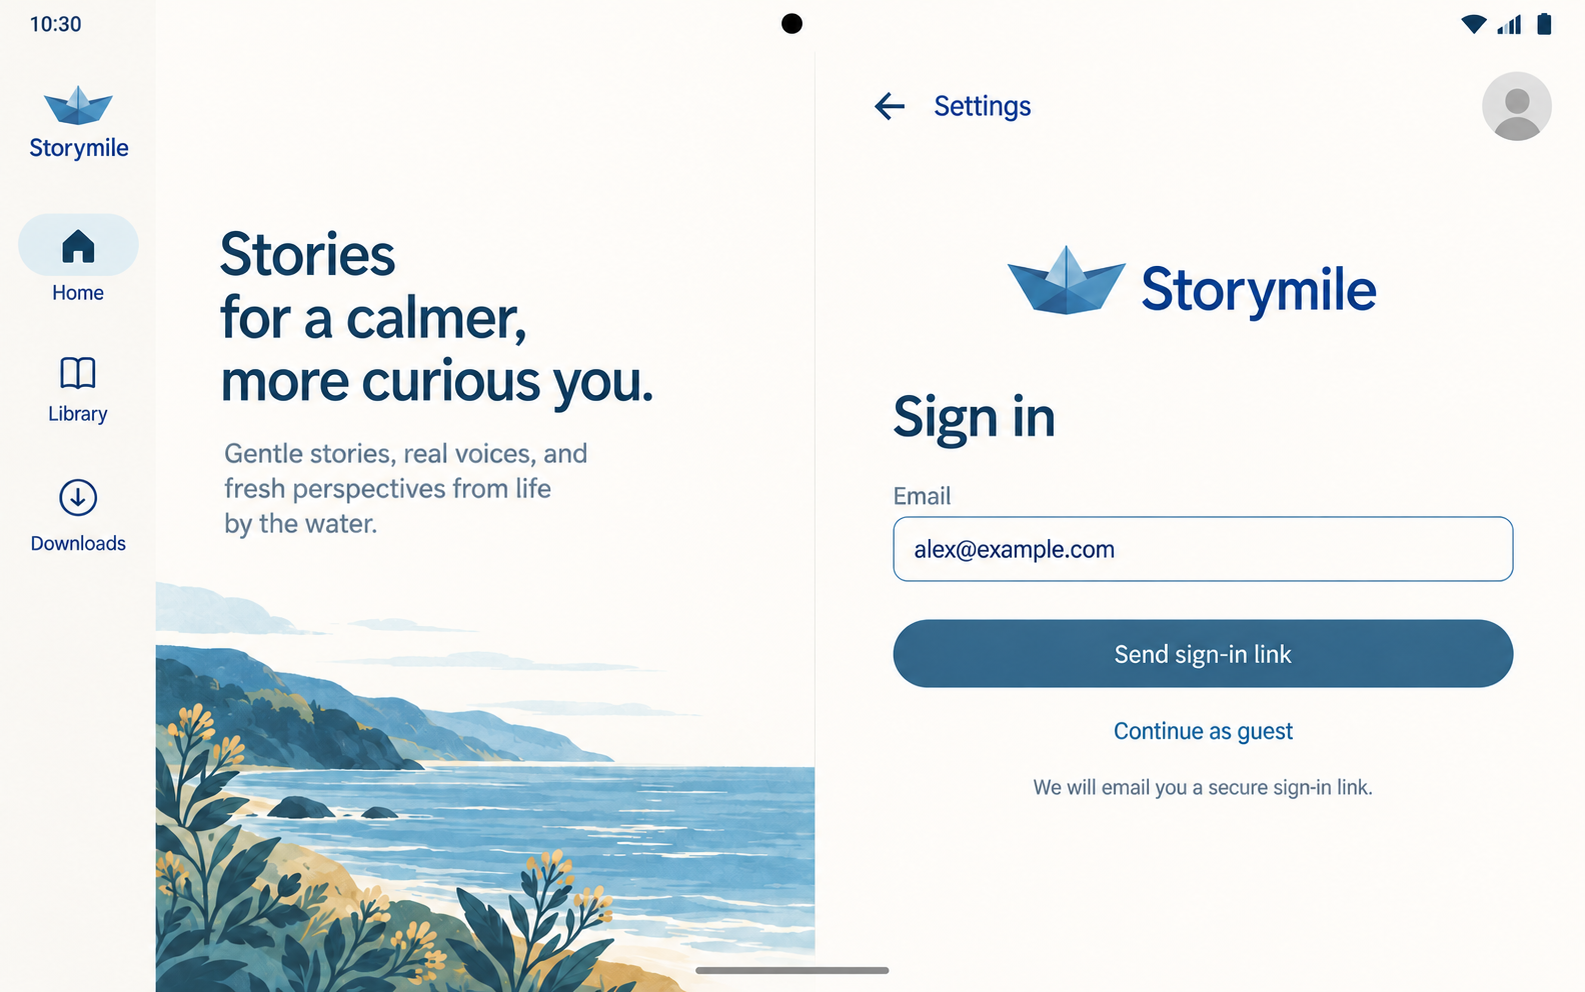 10:30
Storymile
Home
Library
Downloads
Stories
for a calmer,
more curious you.
Gentle stories, real voices, and
fresh perspectives from life
by the water.
Settings
Storymile
Sign in
Email
alex@example.com
Send sign-in link
Continue as guest
We will email you a secure sign-in link.